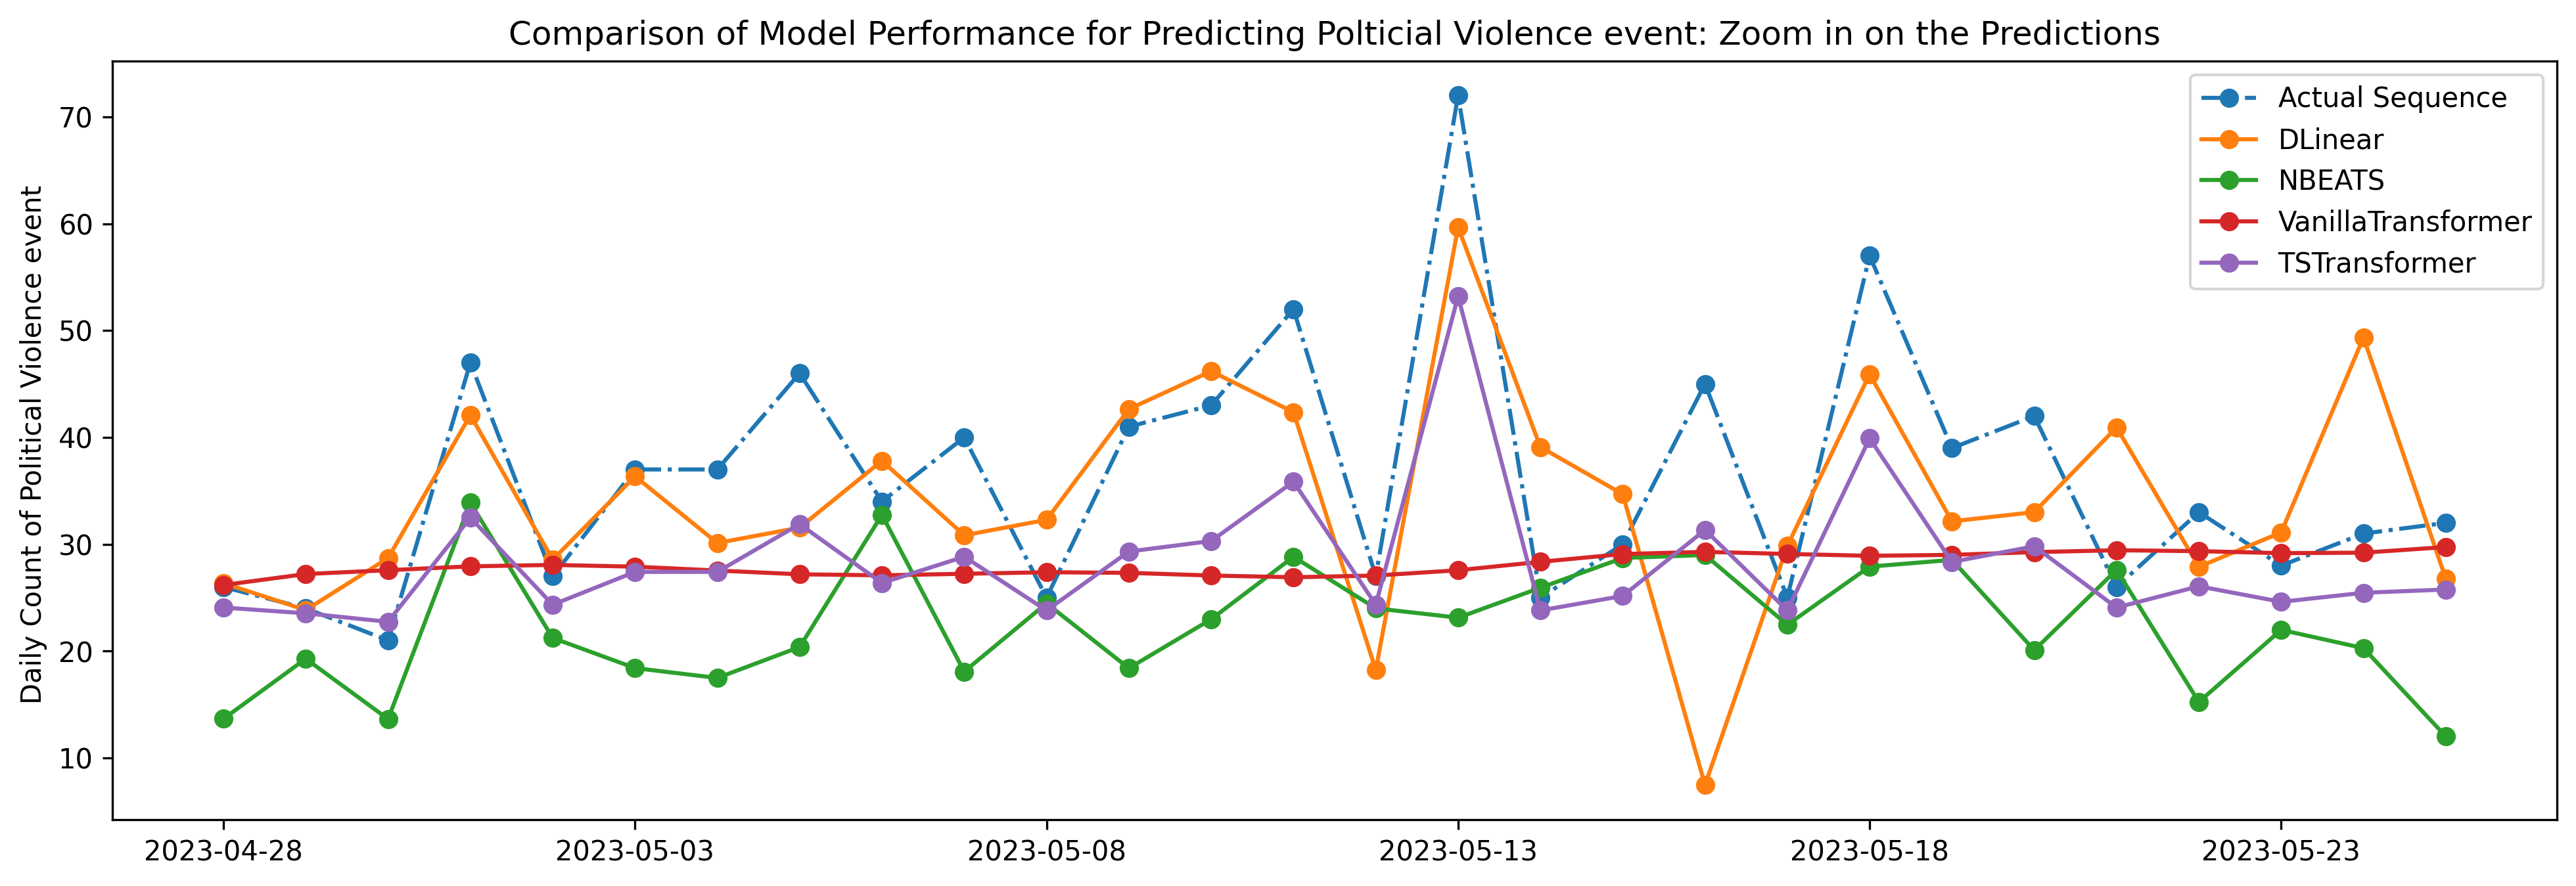 Comparison of Model Performance for Predicting Polticial Violence event: Zoom in on the Predictions
Daily Count of Political Violence event
70
60
50
40
30
20
10
2023-04-28
2023-05-03
2023-05-08
2023-05-13
2023-05-18
2023-05-23
Actual Sequence
DLinear
NBEATS
VanillaTransformer
TSTransformer